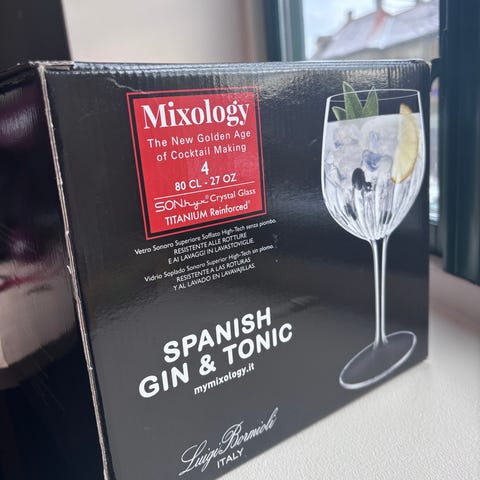 Mixology
The New Golden Age
of Cocktail Making
4
80 CL - 27 OZ
SON.hyx® Crystal Glass
TITANIUM Reinforced®
Vetro Sonoro Superiore Soffiato High-Tech senza piombo.
RESISTENTE ALLE ROTTURE
E AI LAVAGGI IN LAVASTOVIGLIE.
Vidrio Soplado Sonoro Superior High-Tech sin plomo.
RESISTENTE A LAS ROTURAS
Y AL LAVADO EN LAVAVAJILLAS.
SPANISH
GIN & TONIC
mymixology.it
Luigi Bormioli
ITALY